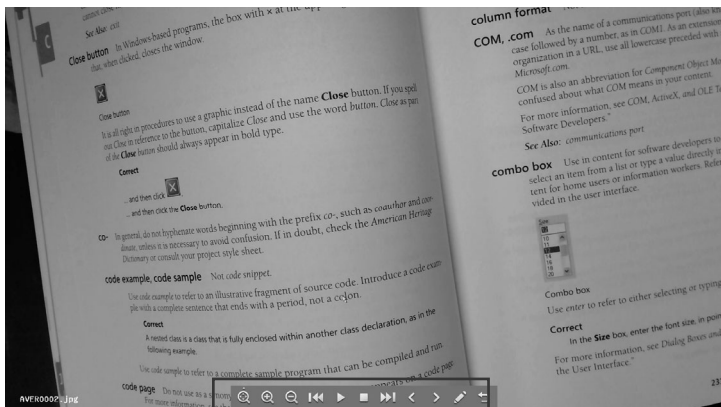 cannot close
See Also: exit
Close button In Windows-based programs, the box with × at the
that, when clicked, closes the window.
Close button
It is all right in procedures to use a graphic instead of the name Close button. If you spell
out Close in reference to the button, capitalize Close and use the word button. Close as part
of the Close button should always appear in bold type.
Correct
... and then click
... and then click the Close button.
co- In general, do not hyphenate words beginning with the prefix co-, such as coauthor and coor-
dinate, unless it is necessary to avoid confusion. If in doubt, check the American Heritage
Dictionary or consult your project style sheet.
code example, code sample Not code snippet.
Use code example to refer to an illustrative fragment of source code. Introduce a code exam-
ple with a complete sentence that ends with a period, not a colon.
Correct
A nested class is a class that is fully enclosed within another class declaration, as in the
following example.
Use code sample to refer to a complete sample program that can be compiled and run
code page Do not use as a
appears on a code page
For more information,
C
column format
COM, .com As the name of a communications port (also
case followed by a number, as in COM1. As an extension
organization in a URL, use all lowercase preceded with
Microsoft.com.
COM is also an abbreviation for Component Object
confused about what COM means in your content.
For more information, see COM, ActiveX, and OLE
Software Developers."
See Also: communications port
combo box Use in content for software developers to
select an item from a list or type a value directly
tent for home users or information workers.
vided in the user interface.
Size
10
11
12
14
16
18
20
Combo box
Use enter to refer to either selecting or typing
Correct
In the Size box, enter the font size, in
For more information, see Dialog Boxes and
the User Interface."
AVER0002.jpg